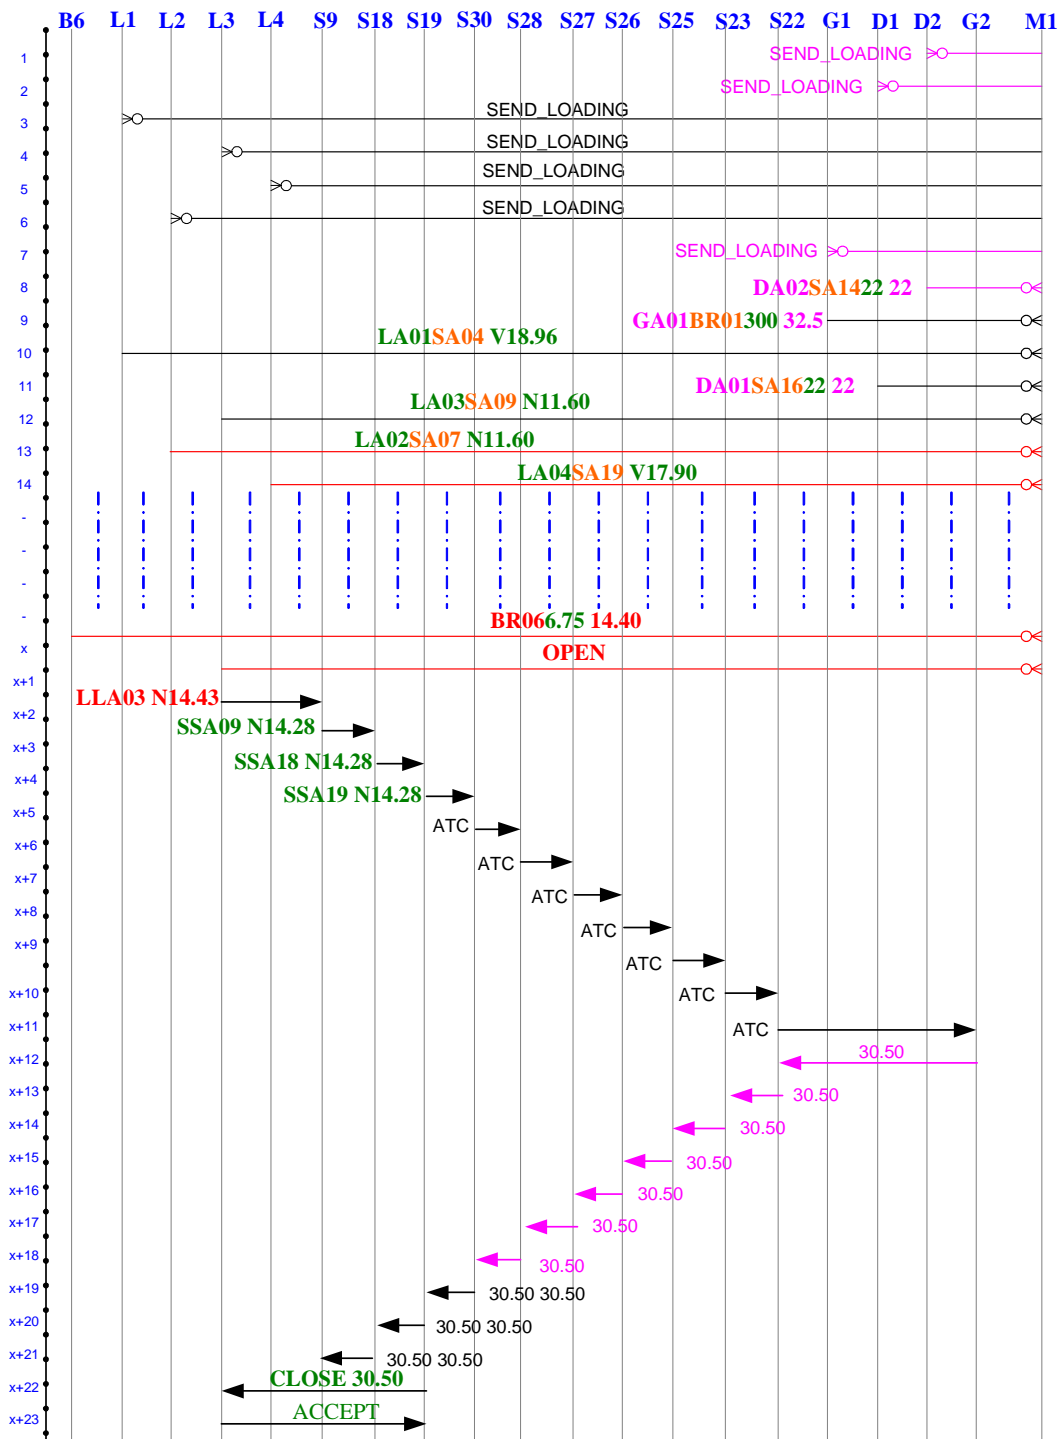 B6 L1 L2 L3 L4 S9 S18 S19 S30 S28 S27 S26 S25 S23 S22 G1 D1 D2 G2 M1
1 SEND_LOADING
2 SEND_LOADING
3 SEND_LOADING
4 SEND_LOADING
5 SEND_LOADING
6 SEND_LOADING
7 SEND_LOADING
8 DA02SA1422 22
9 GA01BR01300 32.5
10 LA01SA04 V18.96
11 DA01SA1622 22
12 LA03SA09 N11.60
13 LA02SA07 N11.60
14 LA04SA19 V17.90
-
-
-
- BR066.75 14.40
x OPEN
x+1 LLA03 N14.43
x+2 SSA09 N14.28
x+3 SSA18 N14.28
x+4 SSA19 N14.28
x+5 ATC
x+6 ATC
x+7 ATC
x+8 ATC
x+9 ATC
x+10 ATC
x+11 ATC
x+12 30.50
x+13 30.50
x+14 30.50
x+15 30.50
x+16 30.50
x+17 30.50
x+18 30.50
x+19 30.50 30.50
x+20 30.50 30.50
x+21 30.50 30.50
x+22 CLOSE 30.50
x+23 ACCEPT